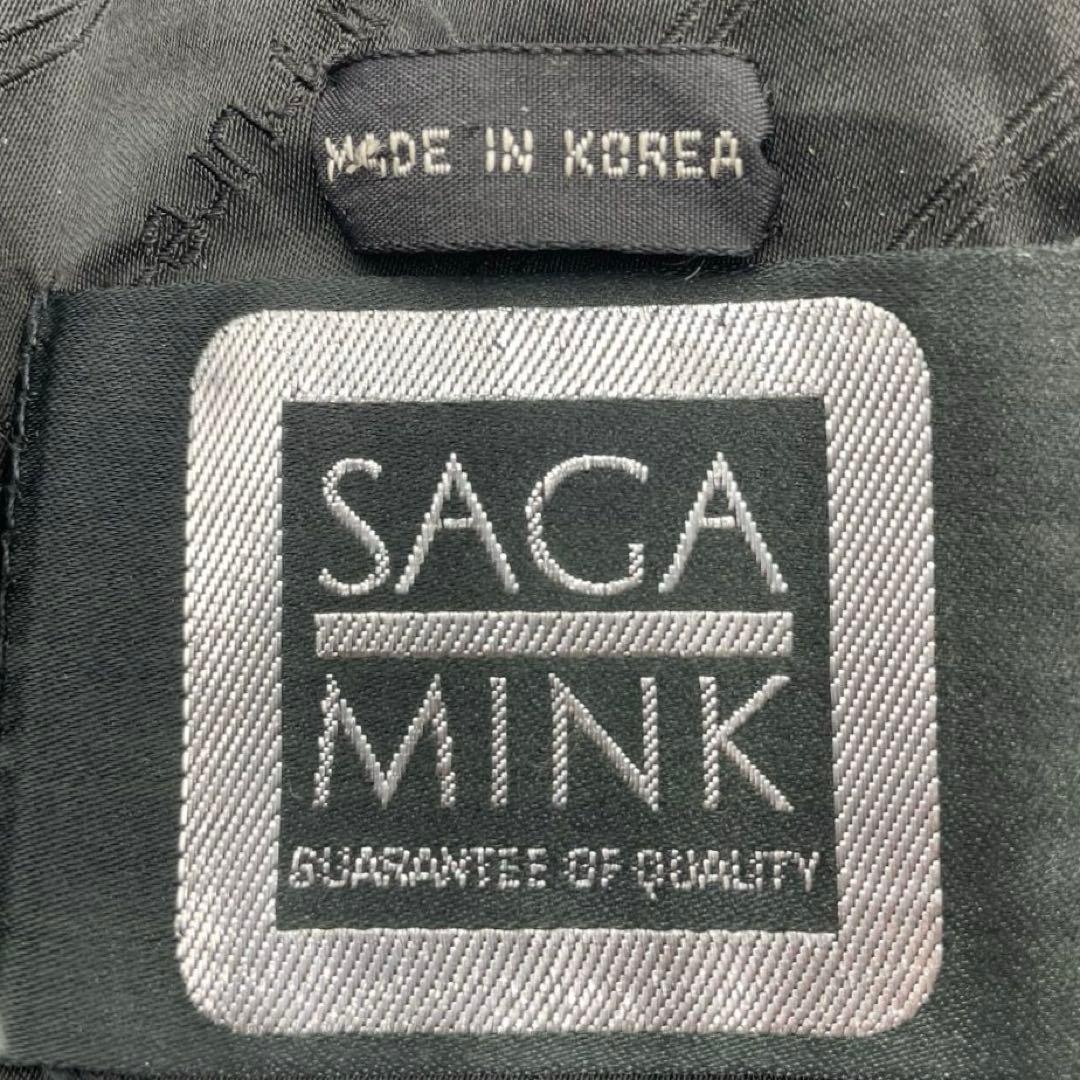 MADE IN KOREA
SAGA
MINK
GUARANTEE OF QUALITY